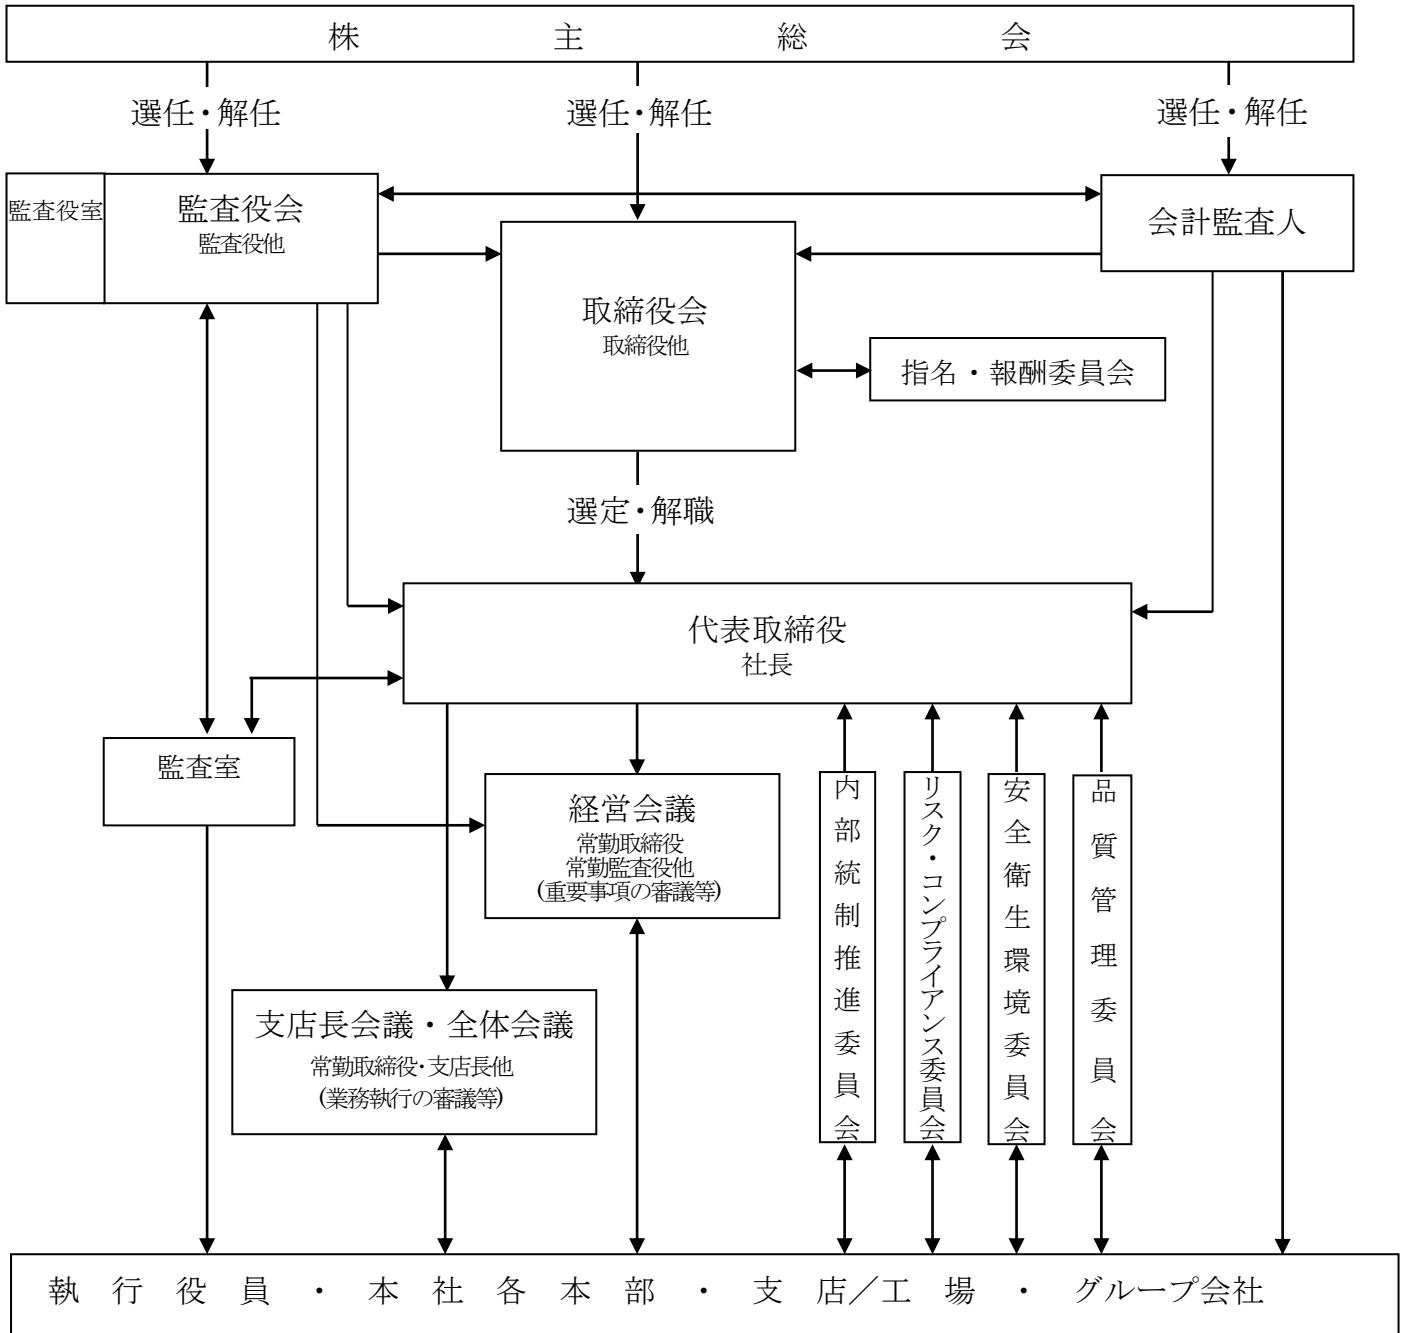 株主総会
選任・解任
選任・解任
選任・解任
監査役室
監査役会
監査役他
会計監査人
取締役会
取締役他
指名・報酬委員会
選定・解職
代表取締役
社長
監査室
経営会議
常勤取締役
常勤監査役他
(重要事項の審議等)
内部統制推進委員会
リスク・コンプライアンス委員会
安全衛生環境委員会
品質管理委員会
支店長会議・全体会議
常勤取締役・支店長他
(業務執行の審議等)
執行役員・本社各本部・支店／工場・グループ会社